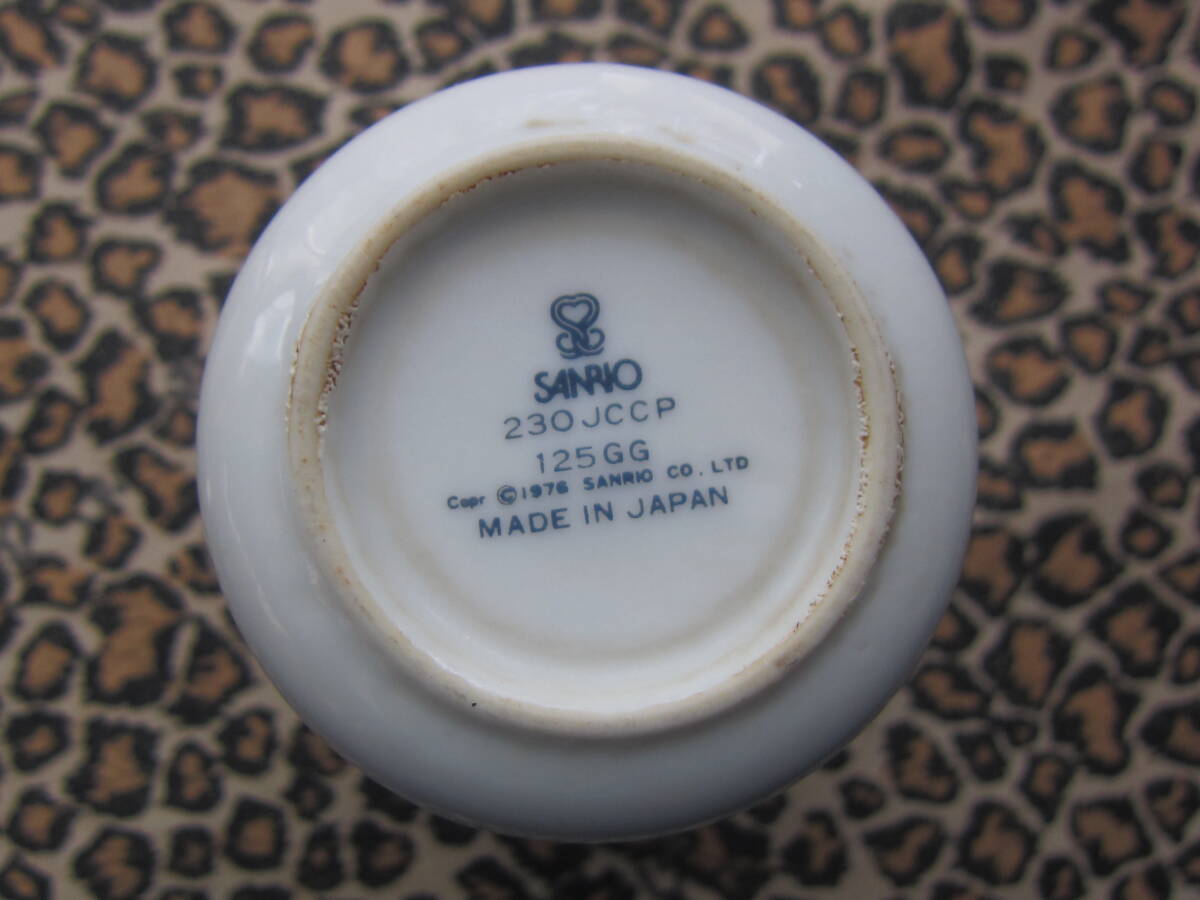 SANRIO
230JCCP
125GG
Copr ©1976 SANRIO CO.LTD
MADE IN JAPAN